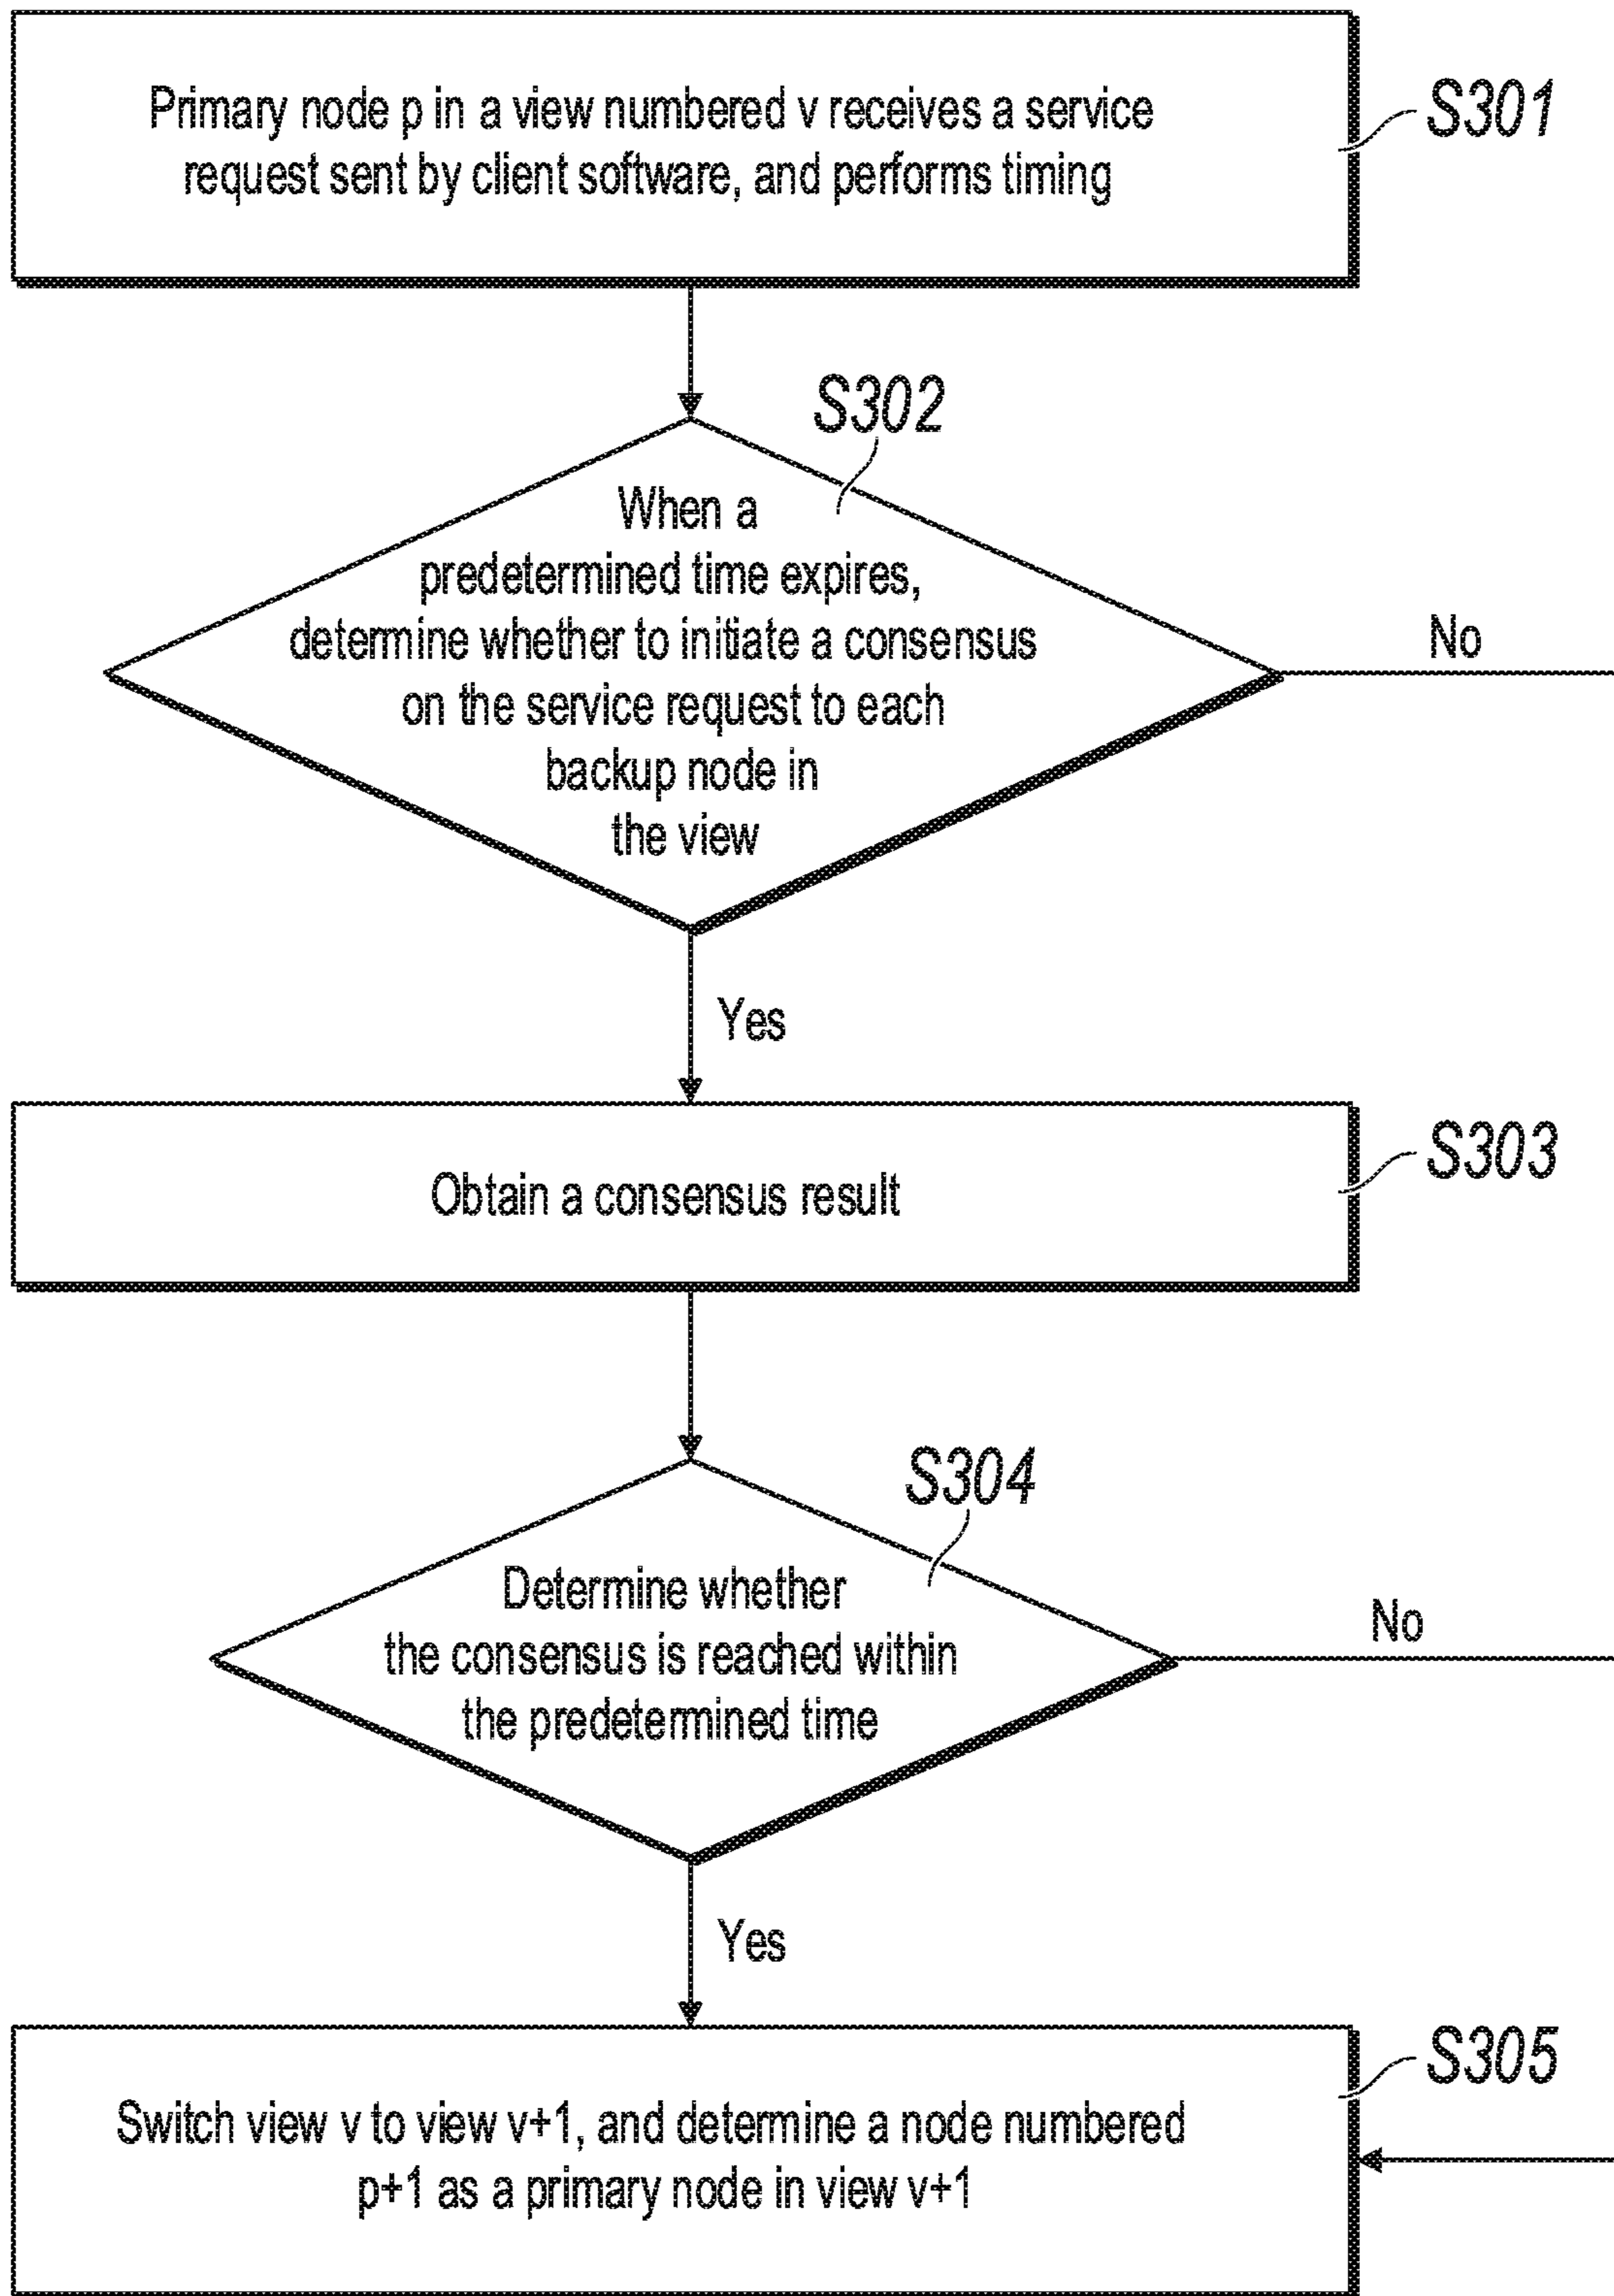 Primary node p in a view numbered v receives a service
request sent by client software, and performs timing
S301
S302
When a
predetermined time expires,
determine whether to initiate a consensus
on the service request to each
backup node in
the view
No
Yes
Obtain a consensus result
S303
S304
Determine whether
the consensus is reached within
the predetermined time
No
Yes
Switch view v to view v+1, and determine a node numbered
p+1 as a primary node in view v+1
S305